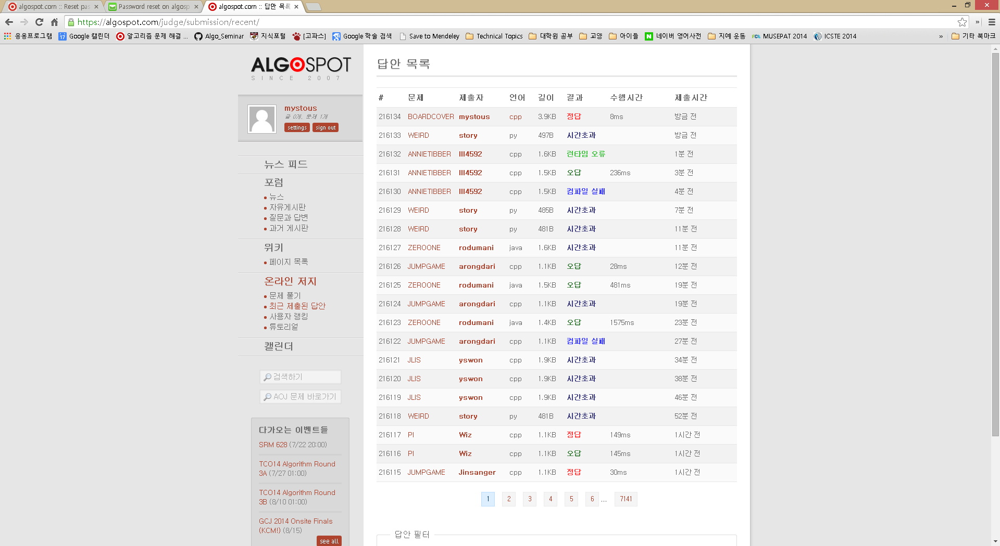 algospot.com :: Reset pas
Password reset on algosp
algospot.com :: 답안 목록
https://algospot.com/judge/submission/recent/
응용프로그램 Google 캘린더 알고리즘 문제 해결 ... Algo_Seminar 지식포털 [고파스] Google 학술 검색 Save to Mendeley Technical Topics 대학원 공부 교양 아이들 네이버 영어사전 지예 운동 MUSEPAT 2014 ICSTE 2014 » 기타 북마크
ALGOSPOT
SINCE 2007
mystous
글 0개, 문제 1개
settings sign out
뉴스 피드
포럼
뉴스
자유게시판
질문과 답변
과거 게시판
위키
페이지 목록
온라인 저지
문제 풀기
최근 제출된 답안
사용자 랭킹
튜토리얼
캘린더
검색하기
AOJ 문제 바로가기
다가오는 이벤트들
SRM 628 (7/22 20:00)
TCO14 Algorithm Round
3A (7/27 01:00)
TCO14 Algorithm Round
3B (8/10 01:00)
GCJ 2014 Onsite Finals
(KCM!) (8/15)
see all
답안 목록
# 문제 제출자 언어 길이 결과 수행시간 제출시간
216134 BOARDCOVER mystous cpp 3.9KB 정답 8ms 방금 전
216133 WEIRD story py 497B 시간초과 방금 전
216132 ANNIETIBBER lll4592 cpp 1.6KB 런타임 오류 1분 전
216131 ANNIETIBBER lll4592 cpp 1.5KB 오답 236ms 3분 전
216130 ANNIETIBBER lll4592 cpp 1.5KB 컴파일 실패 4분 전
216129 WEIRD story py 485B 시간초과 7분 전
216128 WEIRD story py 481B 시간초과 11분 전
216127 ZEROONE rodumani java 1.6KB 시간초과 11분 전
216126 JUMPGAME arongdari cpp 1.1KB 오답 28ms 12분 전
216125 ZEROONE rodumani java 1.5KB 오답 481ms 19분 전
216124 JUMPGAME arongdari cpp 1.1KB 시간초과 19분 전
216123 ZEROONE rodumani java 1.4KB 오답 1575ms 23분 전
216122 JUMPGAME arongdari cpp 1.1KB 컴파일 실패 27분 전
216121 JLIS yswon cpp 1.9KB 시간초과 34분 전
216120 JLIS yswon cpp 1.9KB 시간초과 38분 전
216119 JLIS yswon cpp 1.9KB 시간초과 46분 전
216118 WEIRD story py 481B 시간초과 52분 전
216117 PI Wiz cpp 1.1KB 정답 149ms 1시간 전
216116 PI Wiz cpp 1.1KB 오답 145ms 1시간 전
216115 JUMPGAME Jinsanger cpp 1.1KB 정답 30ms 1시간 전
1 2 3 4 5 6 ... 7141
답안 필터